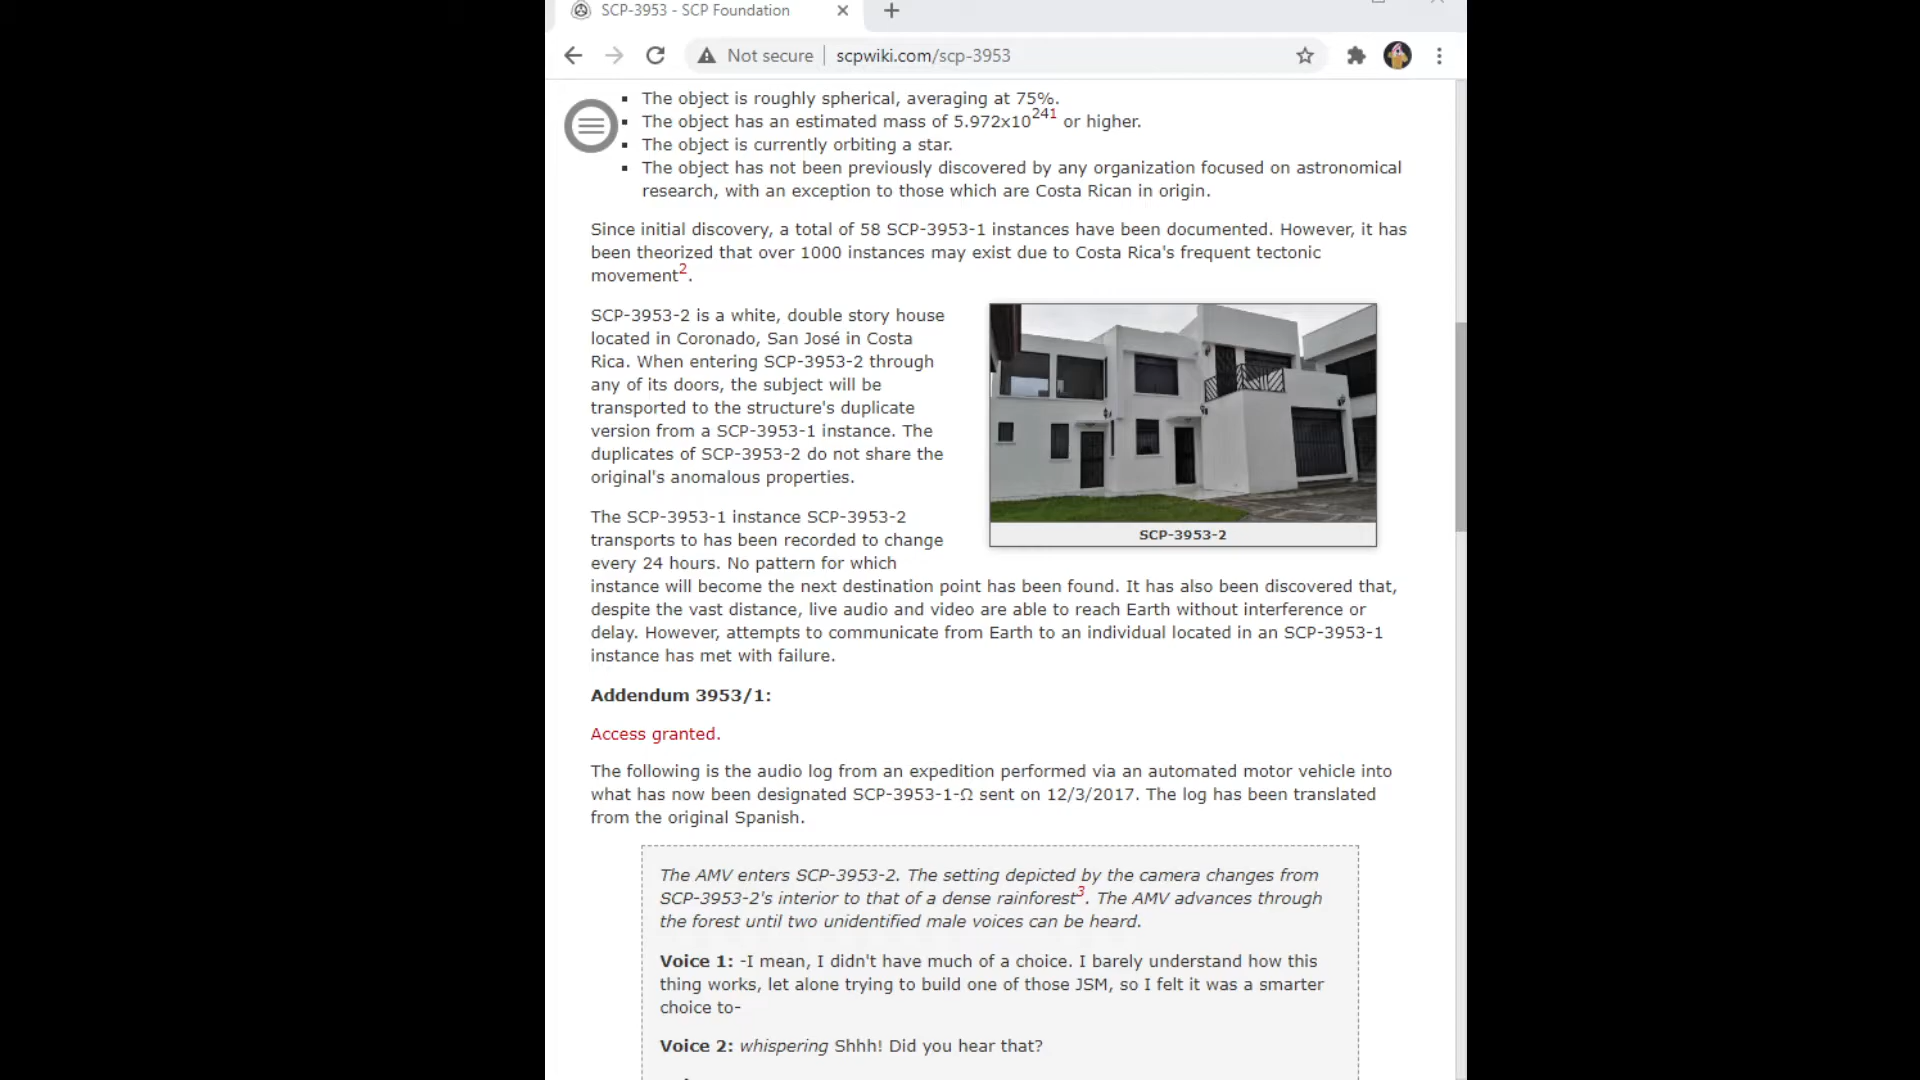 SCP-3953 - SCP Foundation
Not secure
scpwiki.com/scp-3953
The object is roughly spherical, averaging at 75%.
The object has an estimated mass of 5.972x10^24 1 or higher.
The object is currently orbiting a star.
The object has not been previously discovered by any organization focused on astronomical
research, with an exception to those which are Costa Rican in origin.
Since initial discovery, a total of 58 SCP-3953-1 instances have been documented. However, it has
been theorized that over 1000 instances may exist due to Costa Rica's frequent tectonic
movement2.
SCP-3953-2 is a white, double story house
located in Coronado, San José in Costa
Rica. When entering SCP-3953-2 through
any of its doors, the subject will be
transported to the structure's duplicate
version from a SCP-3953-1 instance. The
duplicates of SCP-3953-2 do not share the
original's anomalous properties.
SCP-3953-2
The SCP-3953-1 instance SCP-3953-2
transports to has been recorded to change
every 24 hours. No pattern for which
instance will become the next destination point has been found. It has also been discovered that,
despite the vast distance, live audio and video are able to reach Earth without interference or
delay. However, attempts to communicate from Earth to an individual located in an SCP-3953-1
instance has met with failure.
Addendum 3953/1:
Access granted.
The following is the audio log from an expedition performed via an automated motor vehicle into
what has now been designated SCP-3953-1-Ω sent on 12/3/2017. The log has been translated
from the original Spanish.
The AMV enters SCP-3953-2. The setting depicted by the camera changes from
SCP-3953-2's interior to that of a dense rainforest3. The AMV advances through
the forest until two unidentified male voices can be heard.
Voice 1: -I mean, I didn't have much of a choice. I barely understand how this
thing works, let alone trying to build one of those JSM, so I felt it was a smarter
choice to-
Voice 2: whispering Shhh! Did you hear that?